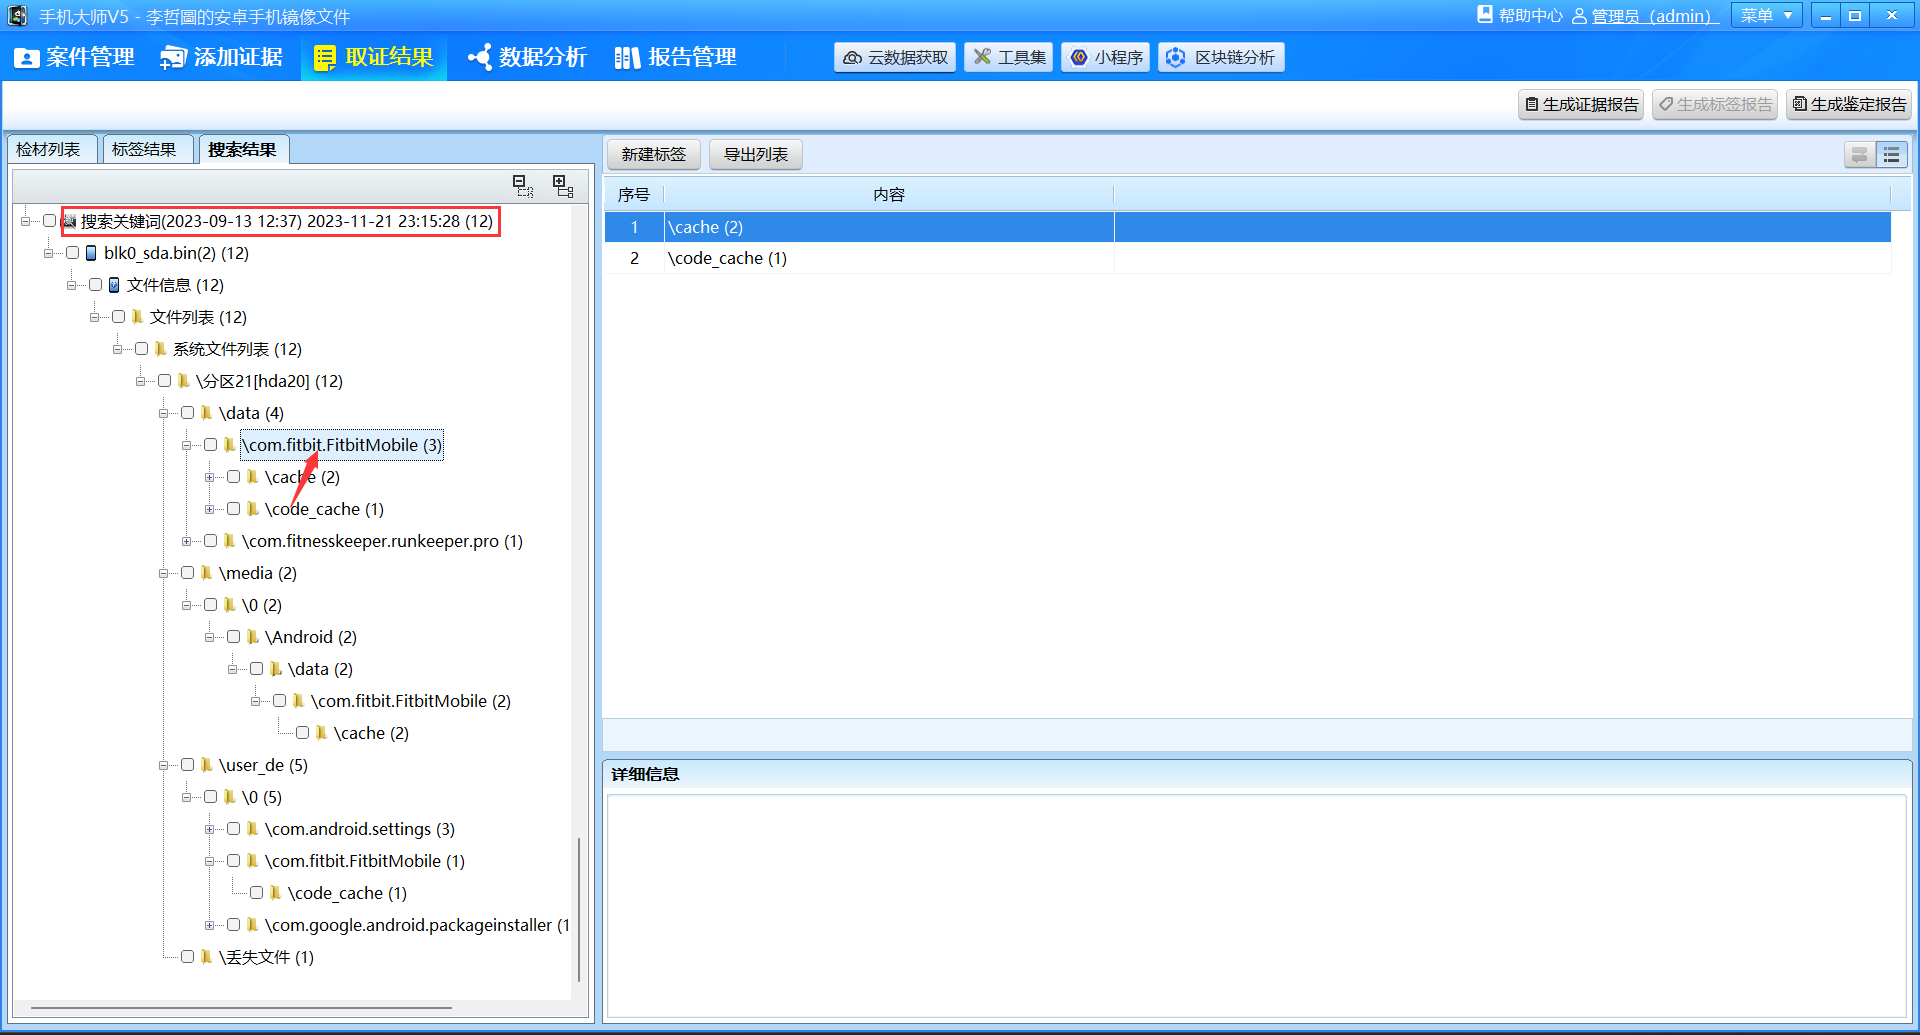 手机大师V5 - 李哲圖的安卓手机镜像文件
帮助中心 管理员（admin） 菜单
案件管理 添加证据 取证结果 数据分析 报告管理 云数据获取 工具集 小程序 区块链分析
生成证据报告 生成标签报告 生成鉴定报告
检材列表 标签结果 搜索结果
搜索关键词(2023-09-13 12:37) 2023-11-21 23:15:28 (12)
blk0_sda.bin(2) (12)
文件信息 (12)
文件列表 (12)
系统文件列表 (12)
\分区21[hda20] (12)
\data (4)
\com.fitbit.FitbitMobile (3)
\cache (2)
\code_cache (1)
\com.fitnesskeeper.runkeeper.pro (1)
\media (2)
\0 (2)
\Android (2)
\data (2)
\com.fitbit.FitbitMobile (2)
\cache (2)
\user_de (5)
\0 (5)
\com.android.settings (3)
\com.fitbit.FitbitMobile (1)
\code_cache (1)
\com.google.android.packageinstaller (1
\丢失文件 (1)
新建标签 导出列表
序号 内容
1 \cache (2)
2 \code_cache (1)
详细信息